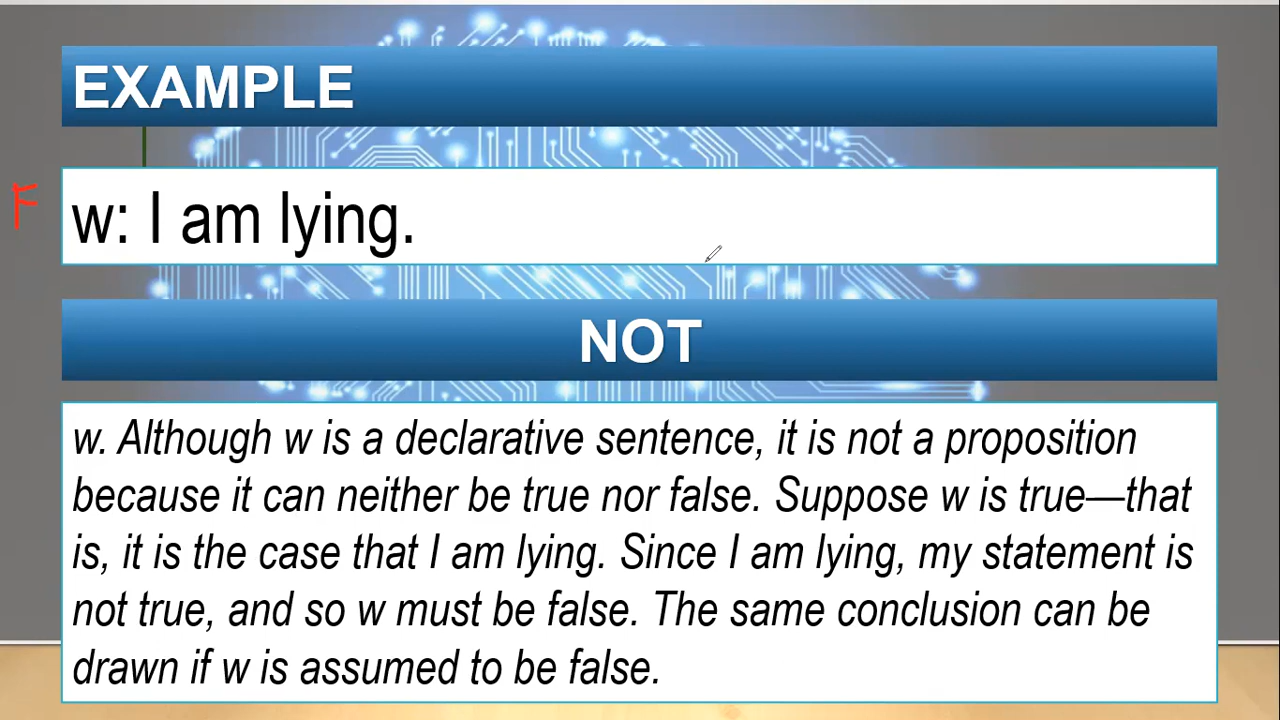 EXAMPLE
F
w: I am lying.
NOT
w. Although w is a declarative sentence, it is not a proposition
because it can neither be true nor false. Suppose w is true—that
is, it is the case that I am lying. Since I am lying, my statement is
not true, and so w must be false. The same conclusion can be
drawn if w is assumed to be false.